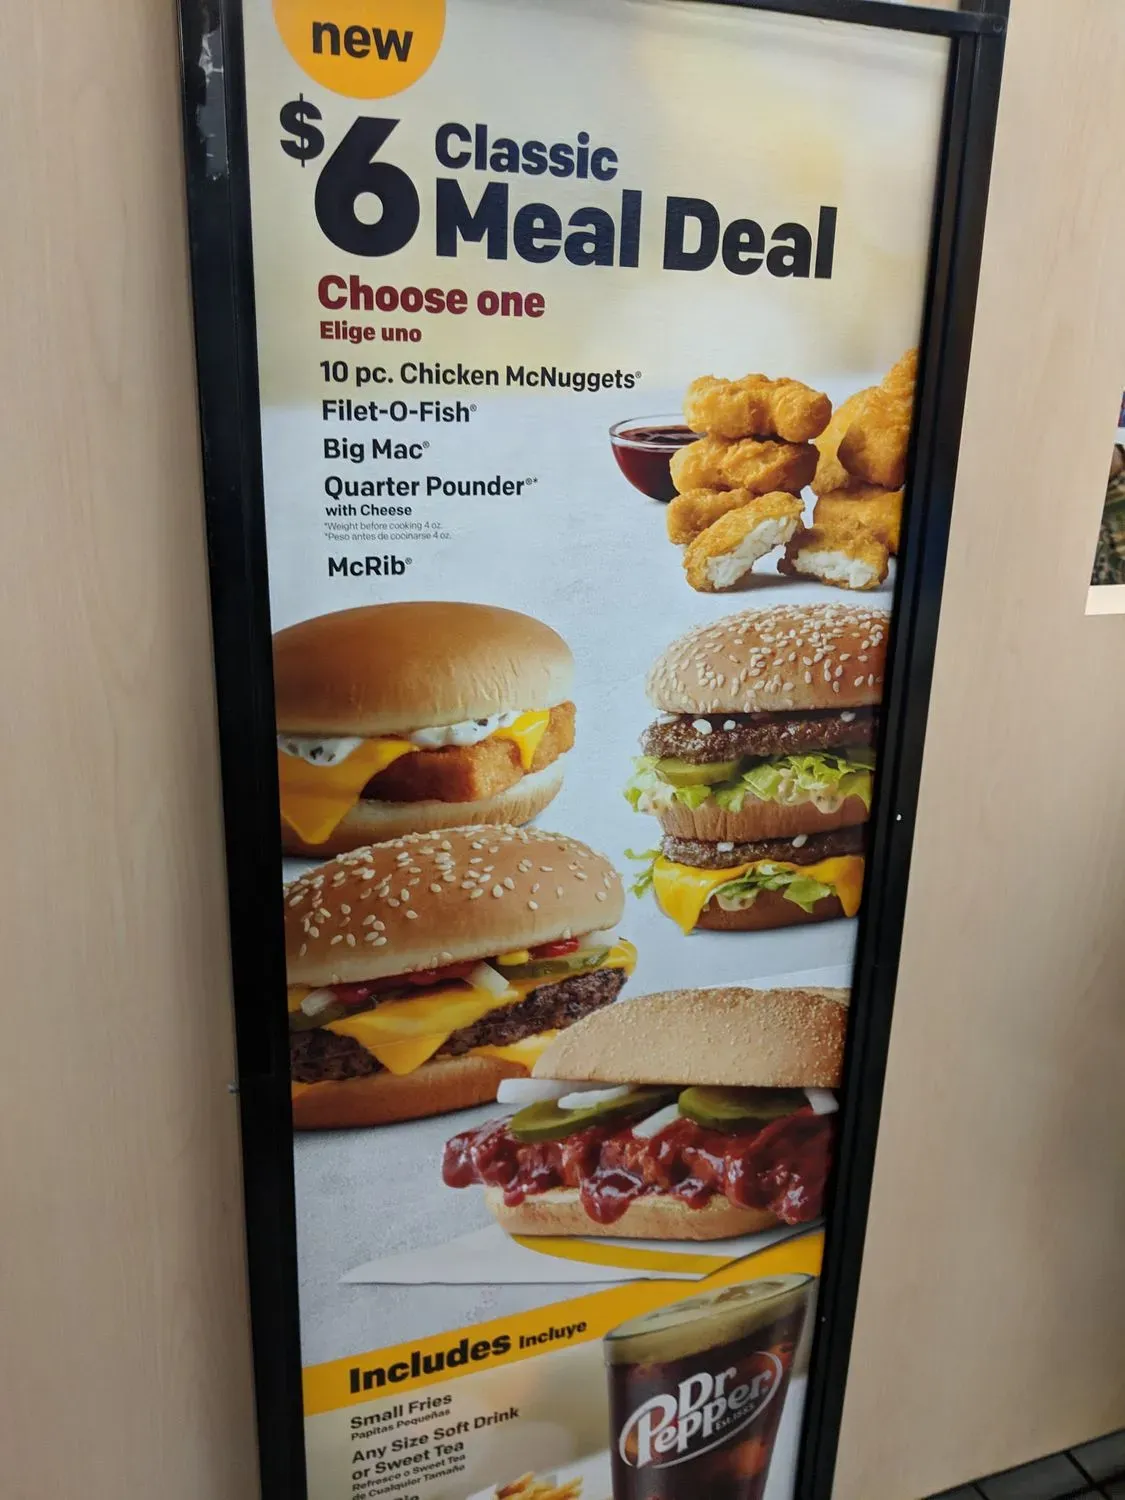 new
$6 Classic
Meal Deal
Choose one
Elige uno
10 pc. Chicken McNuggets®
Filet-O-Fish®
Big Mac®
Quarter Pounder®*
with Cheese
*Weight before cooking 4 oz.
*Peso antes de cocinarse 4 oz.
McRib®
Includes Incluye
Small Fries
Papitas Pequeñas
Any Size Soft Drink
or Sweet Tea
Refresco o Sweet Tea
de Cualquier Tamaño
Dr
Pepper
EST. 1885